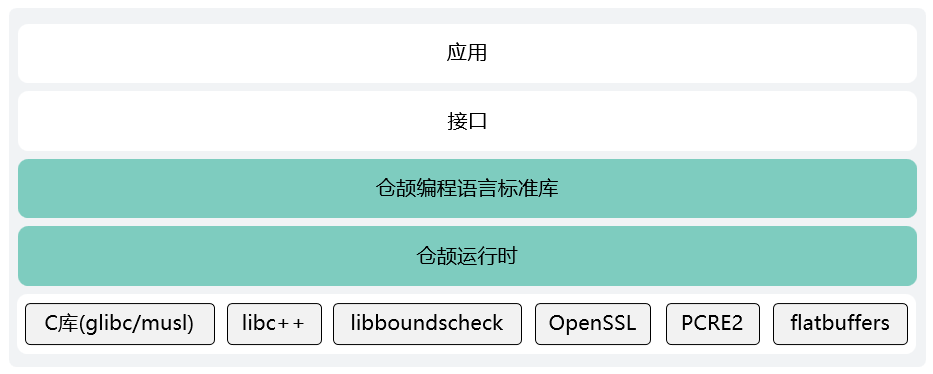 应用
接口
仓颉编程语言标准库
仓颉运行时
C库(glibc/musl) libc++ libboundscheck OpenSSL PCRE2 flatbuffers